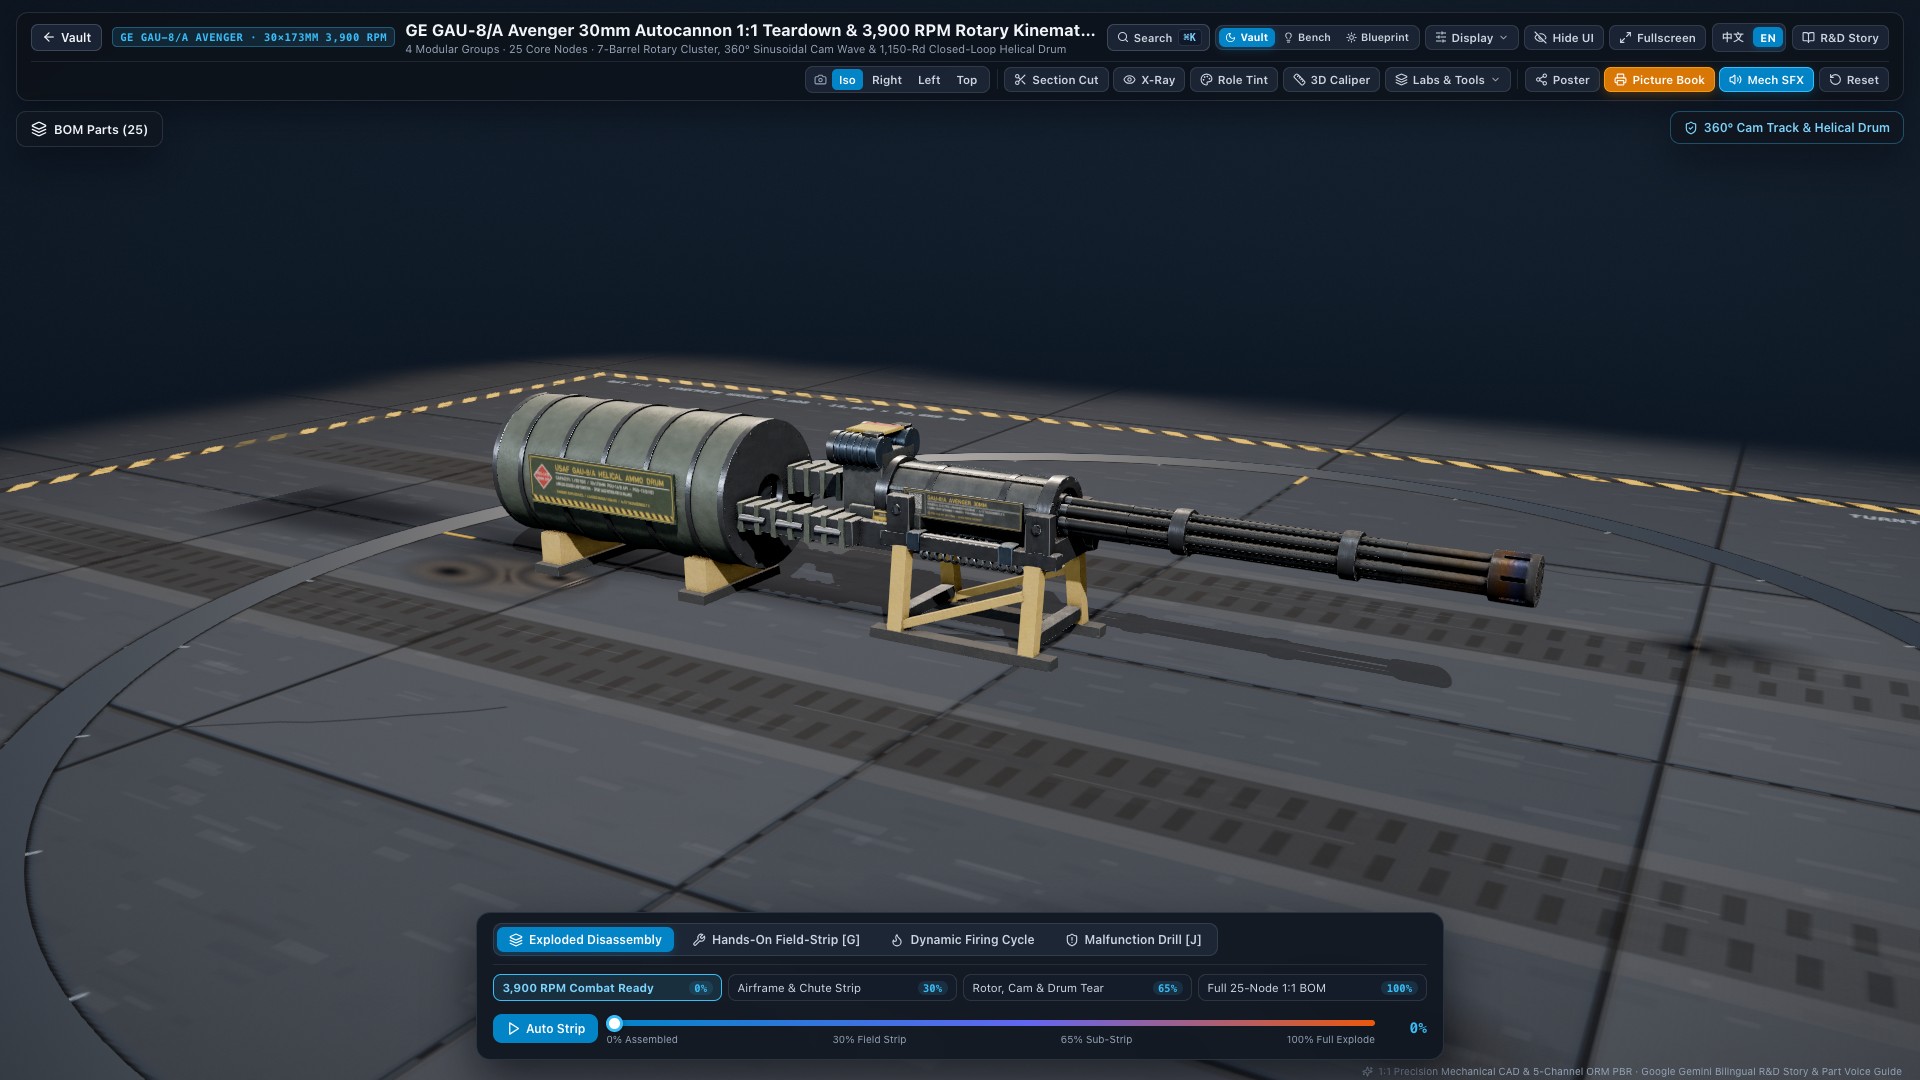 Vault
GE GAU-8/A AVENGER · 30×173MM 3,900 RPM
GE GAU-8/A Avenger 30mm Autocannon 1:1 Teardown & 3,900 RPM Rotary Kinemat...
4 Modular Groups · 25 Core Nodes · 7-Barrel Rotary Cluster, 360° Sinusoidal Cam Wave & 1,150-Rd Closed-Loop Helical Drum
Search ⌘K
Vault
Bench
Blueprint
Display
Hide UI
Fullscreen
中文
EN
R&D Story
Iso
Right
Left
Top
Section Cut
X-Ray
Role Tint
3D Caliper
Labs & Tools
Poster
Picture Book
Mech SFX
Reset
BOM Parts (25)
360° Cam Track & Helical Drum
USAF GAU-8/A HELICAL AMMO DRUM
GAU-8/A AVENGER 30MM
Exploded Disassembly
Hands-On Field-Strip [G]
Dynamic Firing Cycle
Malfunction Drill [J]
3,900 RPM Combat Ready 0%
Airframe & Chute Strip 30%
Rotor, Cam & Drum Tear 65%
Full 25-Node 1:1 BOM 100%
Auto Strip
0%
0% Assembled
30% Field Strip
65% Sub-Strip
100% Full Explode
1:1 Precision Mechanical CAD & 5-Channel ORM PBR · Google Gemini Bilingual R&D Story & Part Voice Guide